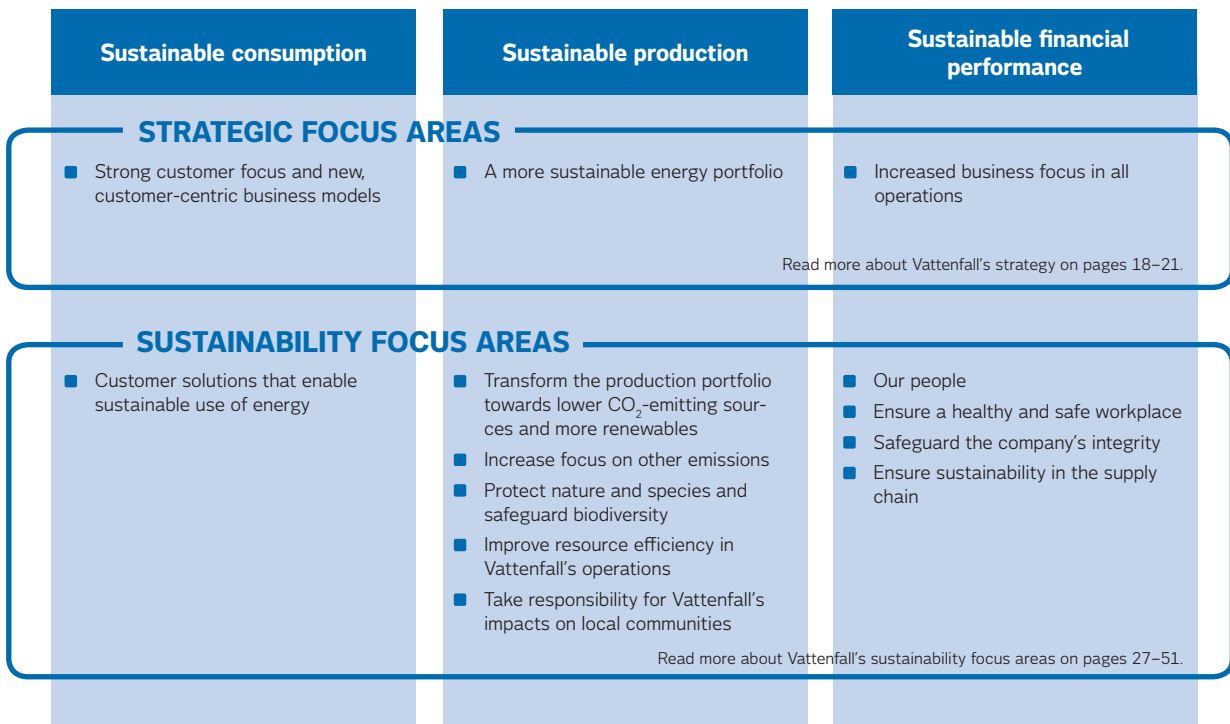 Sustainable consumption
Sustainable production
Sustainable financial
performance
STRATEGIC FOCUS AREAS
Strong customer focus and new,
customer-centric business models
A more sustainable energy portfolio
Increased business focus in all
operations
Read more about Vattenfall’s strategy on pages 18–21.
SUSTAINABILITY FOCUS AREAS
Customer solutions that enable
sustainable use of energy
Transform the production portfolio
towards lower CO₂-emitting sour-
ces and more renewables
Increase focus on other emissions
Protect nature and species and
safeguard biodiversity
Improve resource efficiency in
Vattenfall’s operations
Take responsibility for Vattenfall’s
impacts on local communities
Our people
Ensure a healthy and safe workplace
Safeguard the company’s integrity
Ensure sustainability in the supply
chain
Read more about Vattenfall’s sustainability focus areas on pages 27–51.